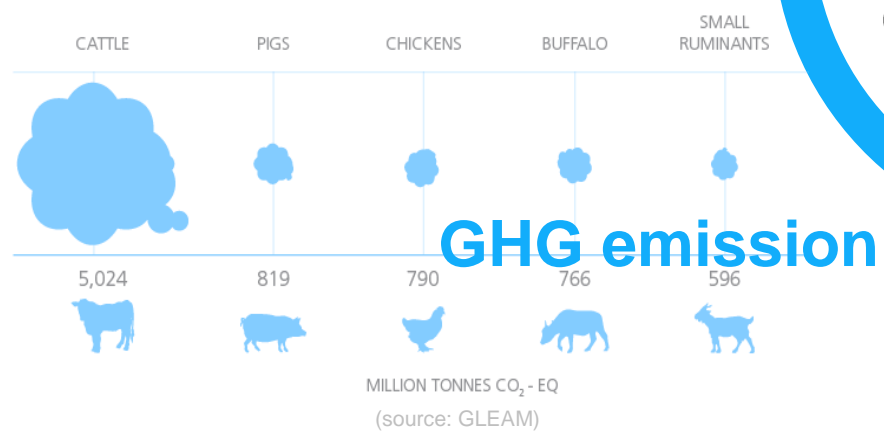 CATTLE PIGS CHICKENS BUFFALO SMALL RUMINANTS
GHG emission
5,024 819 790 766 596
MILLION TONNES CO₂ - EQ
(source: GLEAM)